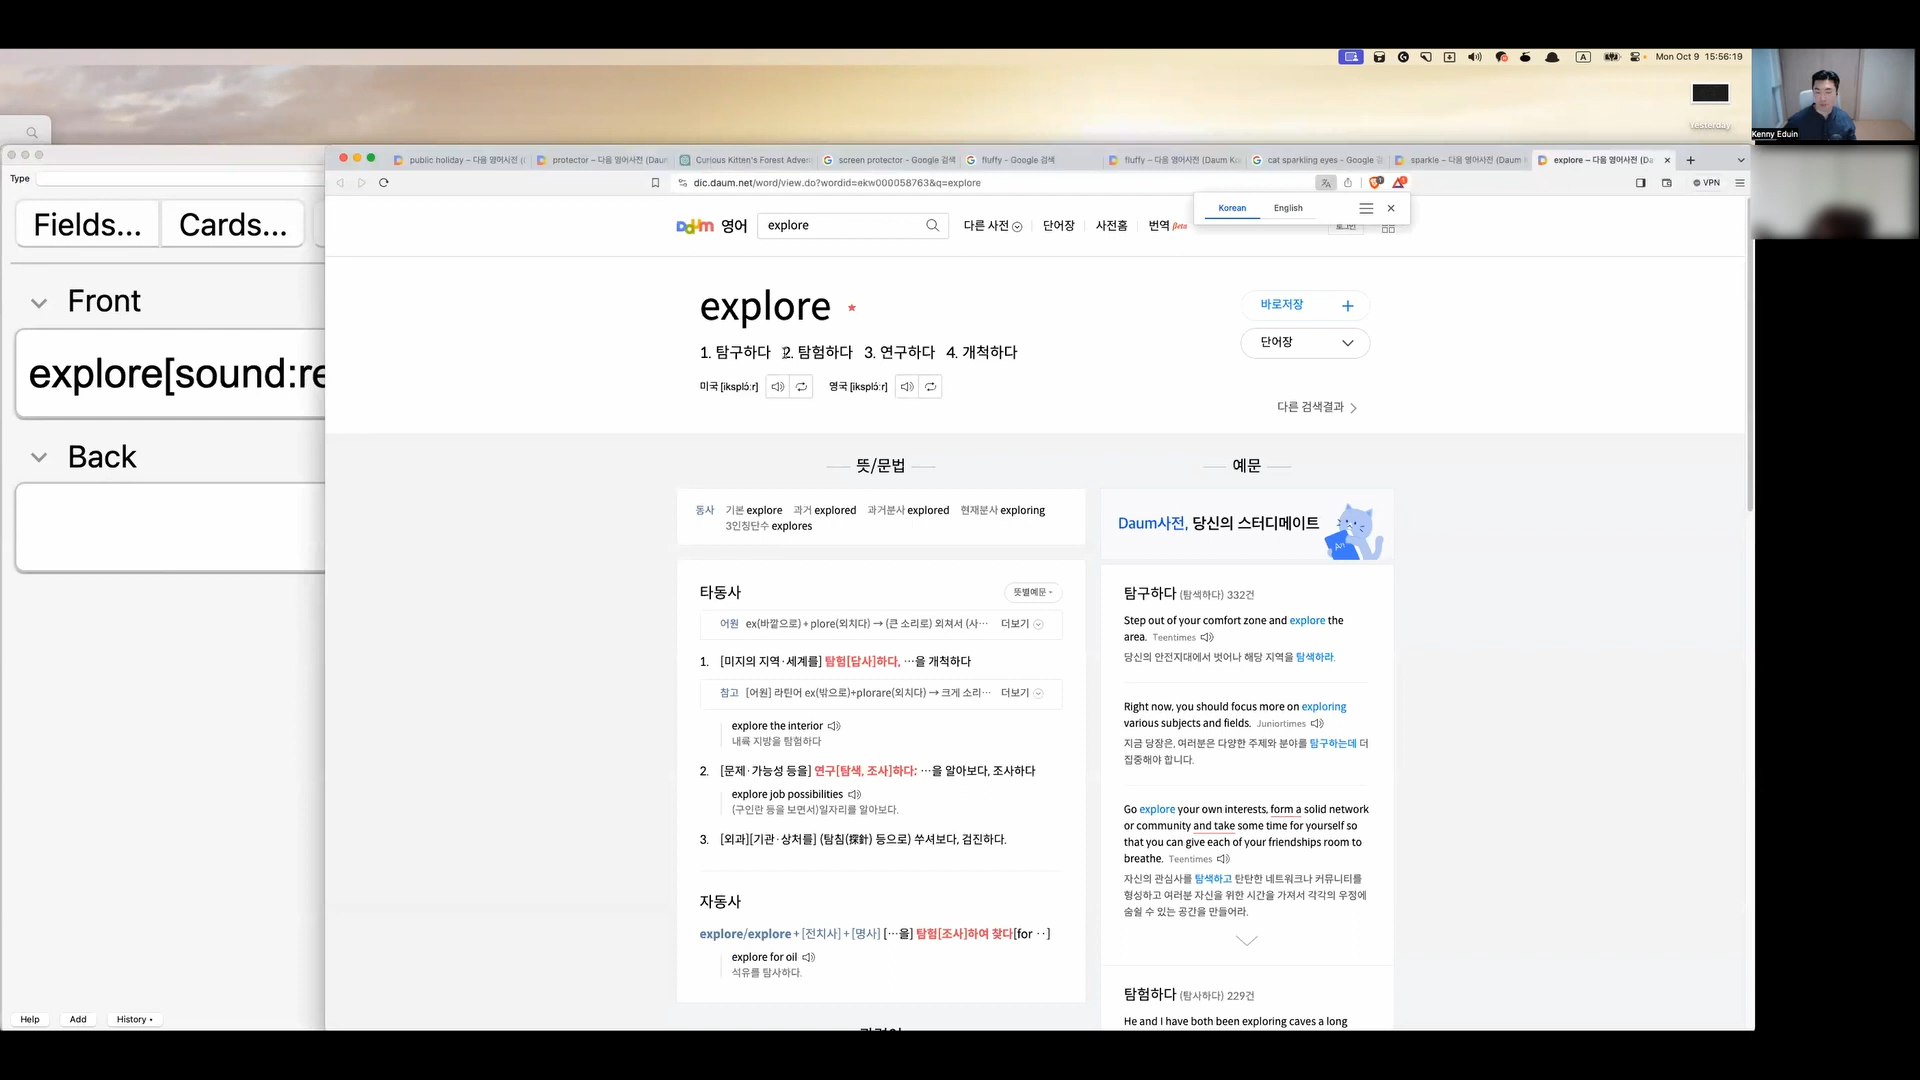 Mon Oct 9 15:56:19
Yesterday
Kenny Eduin
Type
Fields...
Cards...
Front
explore[sound:re
Back
Help
Add
History
public holiday – 다음 영어사전 (
protector – 다음 영어사전 (Daum
Curious Kitten's Forest Adven
screen protector - Google 검색
fluffy - Google 검색
fluffy – 다음 영어사전 (Daum Ko
cat sparkling eyes - Google 검
sparkle – 다음 영어사전 (Daum
explore – 다음 영어사전 (Da
dic.daum.net/word/view.do?wordid=ekw000058763&q=explore
VPN
Korean
English
Daum 영어
explore
다른 사전
단어장
사전홈
번역 Beta
로그인
explore
1. 탐구하다 2. 탐험하다 3. 연구하다 4. 개척하다
미국 [iksplɔ́ːr]
영국 [iksplɔ́ːr]
바로저장
단어장
다른 검색결과
뜻/문법
동사 기본 explore 과거 explored 과거분사 explored 현재분사 exploring
3인칭단수 explores
타동사
뜻별예문
어원 ex(바깥으로) + plore(외치다) → (큰 소리로) 외쳐서 (사… 더보기
1. [미지의 지역·세계를] 탐험[답사]하다, …을 개척하다
참고 [어원] 라틴어 ex(밖으로)+plorare(외치다) → 크게 소리… 더보기
explore the interior
내륙 지방을 탐험하다
2. [문제·가능성 등을] 연구[탐색, 조사]하다; …을 알아보다, 조사하다
explore job possibilities
(구인란 등을 보면서)일자리를 알아보다.
3. [외과][기관·상처를] (탐침(探針) 등으로) 쑤셔보다, 검진하다.
자동사
explore/explore + [전치사] + [명사] […을] 탐험[조사]하여 찾다[for ‥]
explore for oil
석유를 탐사하다.
예문
Daum사전, 당신의 스터디메이트
탐구하다 (탐색하다) 332건
Step out of your comfort zone and explore the
area. Teentimes
당신의 안전지대에서 벗어나 해당 지역을 탐색하라.
Right now, you should focus more on exploring
various subjects and fields. Juniortimes
지금 당장은, 여러분은 다양한 주제와 분야를 탐구하는데 더
집중해야 합니다.
Go explore your own interests, form a solid network
or community and take some time for yourself so
that you can give each of your friendships room to
breathe. Teentimes
자신의 관심사를 탐색하고 탄탄한 네트워크나 커뮤니티를
형성하고 여러분 자신을 위한 시간을 가져서 각각의 우정에
숨쉴 수 있는 공간을 만들어라.
탐험하다 (탐사하다) 229건
He and I have both been exploring caves a long